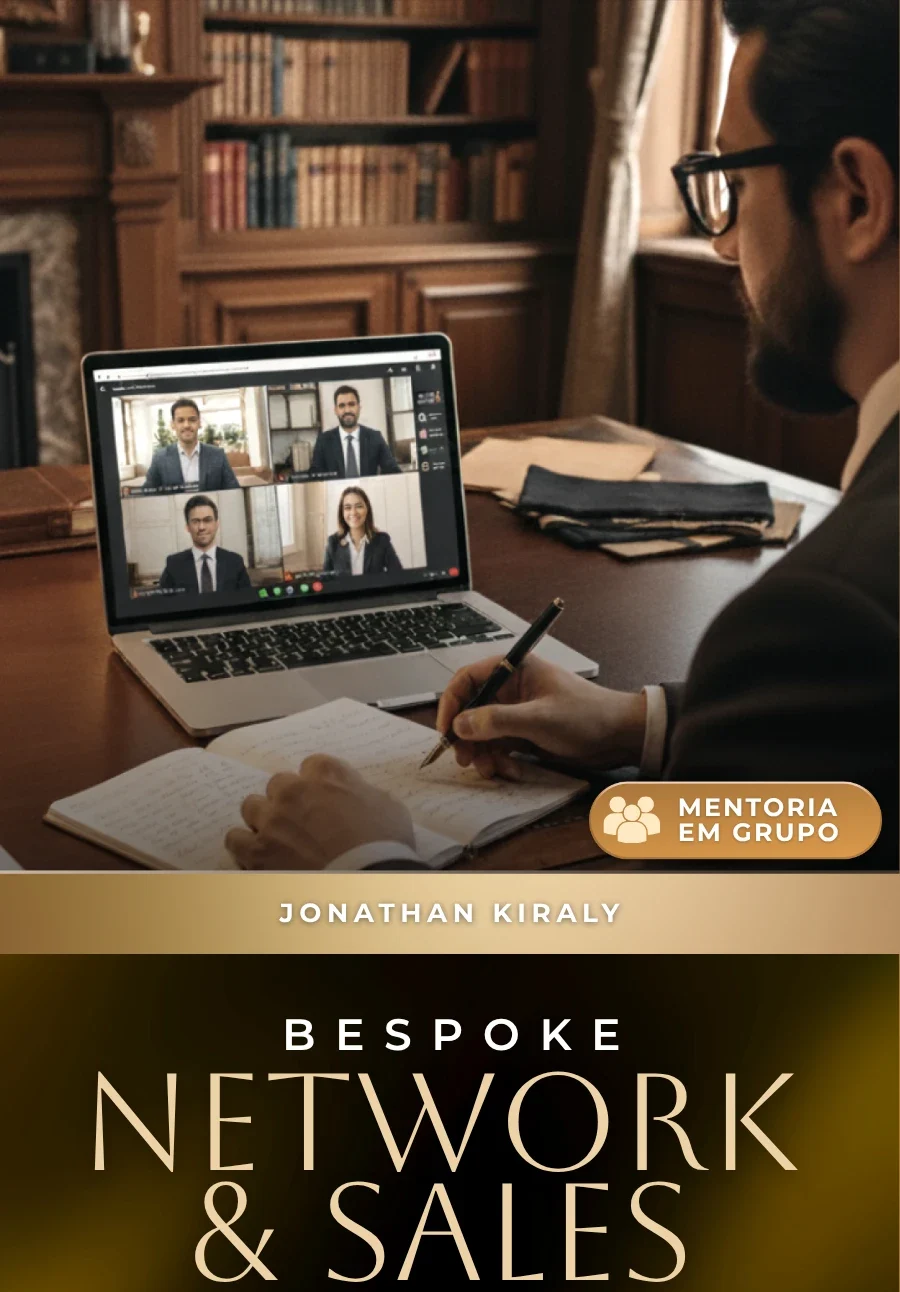 MENTORIA
EM GRUPO
JONATHAN KIRALY
BESPOKE
NETWORK
& SALES